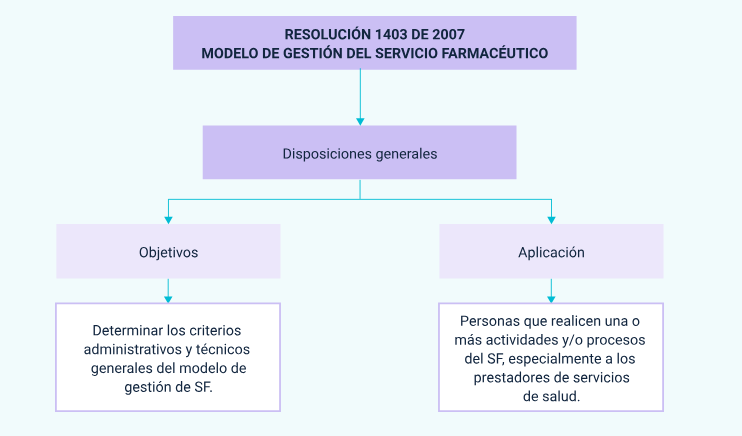 RESOLUCIÓN 1403 DE 2007
MODELO DE GESTIÓN DEL SERVICIO FARMACÉUTICO
Disposiciones generales
Objetivos
Determinar los criterios
administrativos y técnicos
generales del modelo de
gestión de SF.
Aplicación
Personas que realicen una o
más actividades y/o procesos
del SF, especialmente a los
prestadores de servicios
de salud.